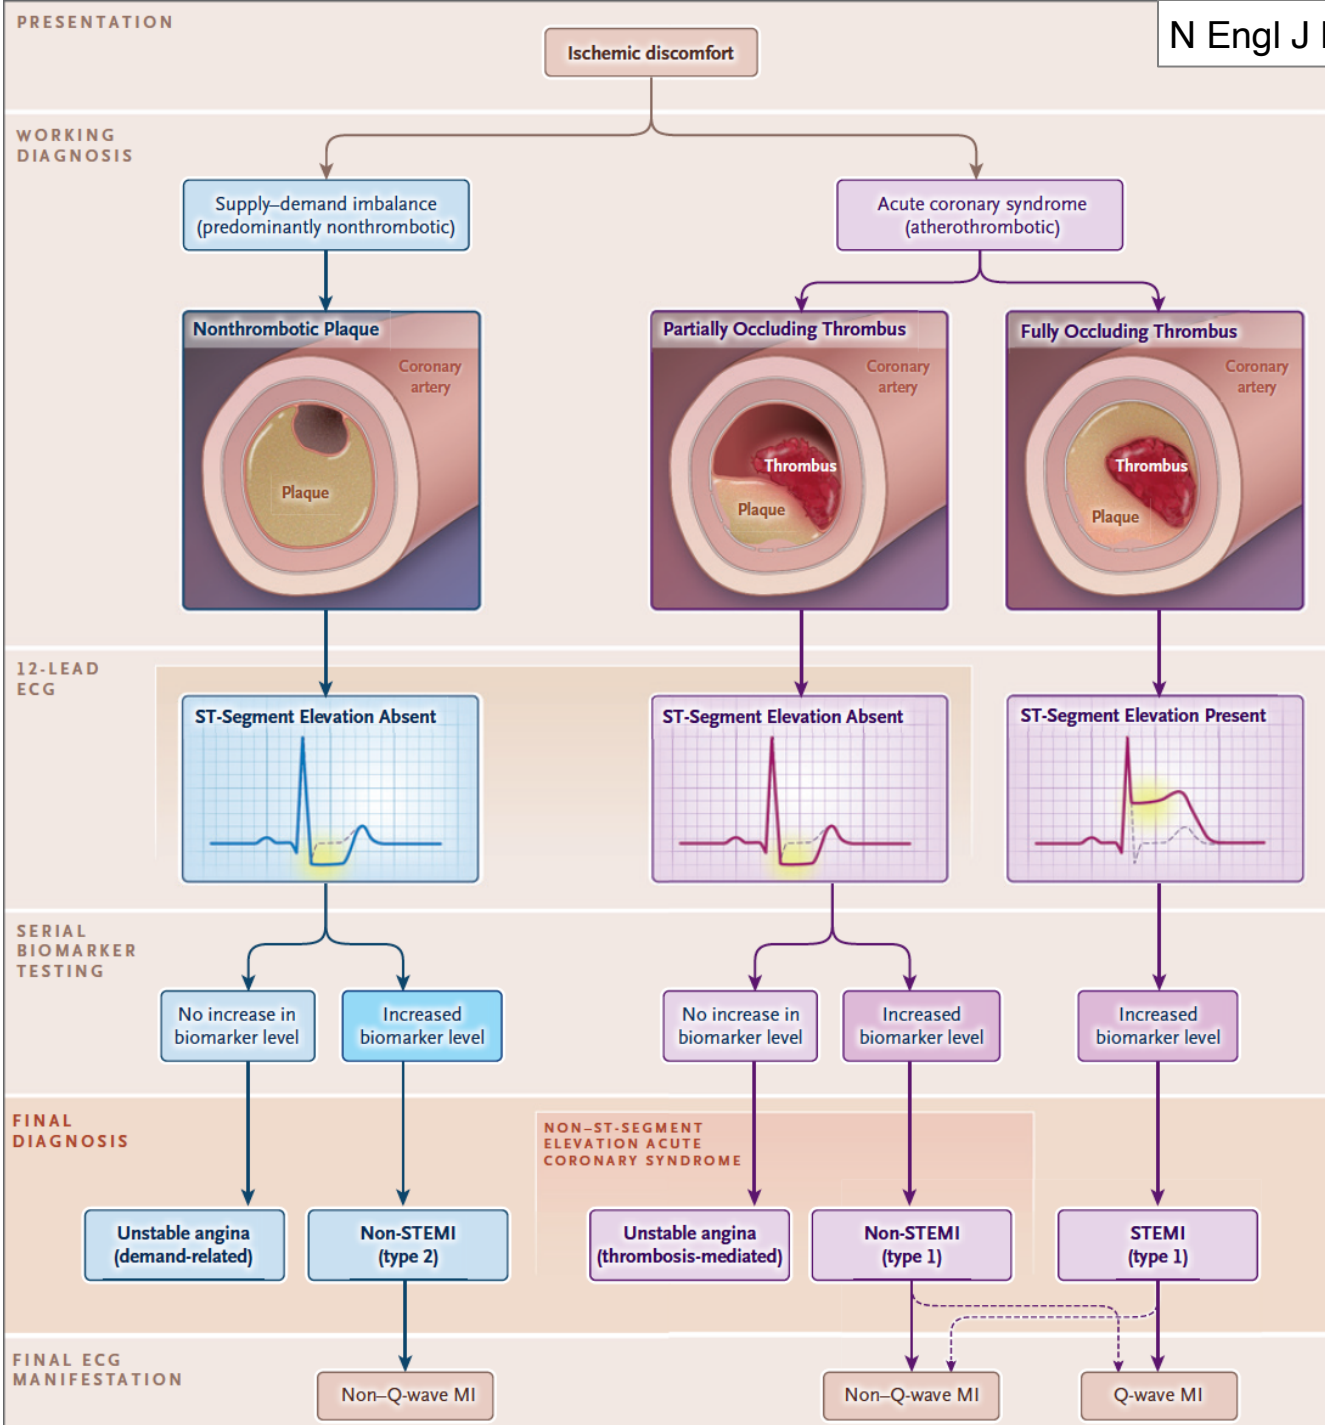 PRESENTATION
N Engl J
Ischemic discomfort
WORKING
DIAGNOSIS
Supply–demand imbalance
(predominantly nonthrombotic)
Acute coronary syndrome
(atherothrombotic)
Nonthrombotic Plaque
Coronary
artery
Plaque
Partially Occluding Thrombus
Coronary
artery
Thrombus
Plaque
Fully Occluding Thrombus
Coronary
artery
Thrombus
Plaque
12-LEAD
ECG
ST-Segment Elevation Absent
ST-Segment Elevation Absent
ST-Segment Elevation Present
SERIAL
BIOMARKER
TESTING
No increase in
biomarker level
Increased
biomarker level
No increase in
biomarker level
Increased
biomarker level
Increased
biomarker level
FINAL
DIAGNOSIS
NON–ST-SEGMENT
ELEVATION ACUTE
CORONARY SYNDROME
Unstable angina
(demand-related)
Non-STEMI
(type 2)
Unstable angina
(thrombosis-mediated)
Non-STEMI
(type 1)
STEMI
(type 1)
FINAL ECG
MANIFESTATION
Non–Q-wave MI
Non–Q-wave MI
Q-wave MI